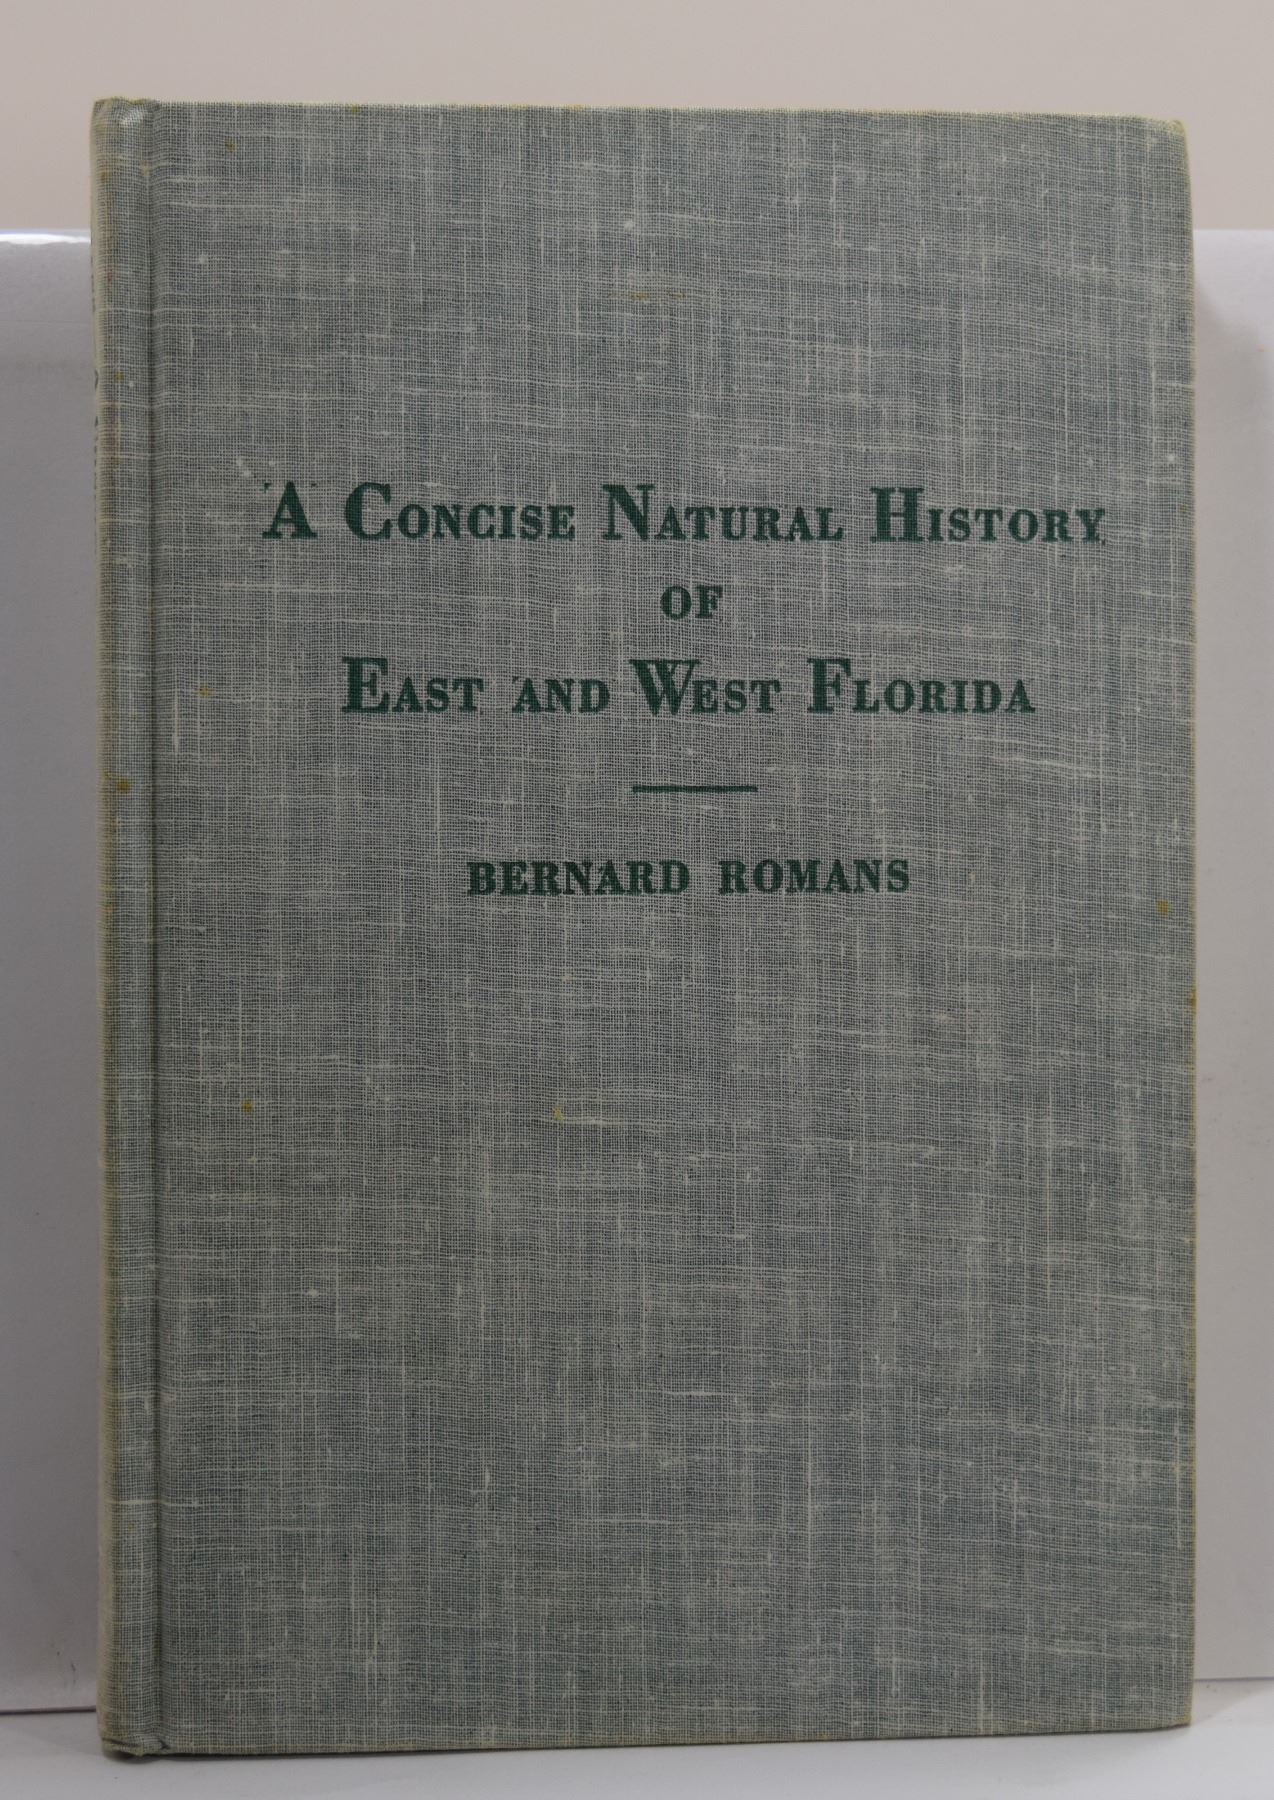 A Concise Natural History
of
East and West Florida
BERNARD ROMANS